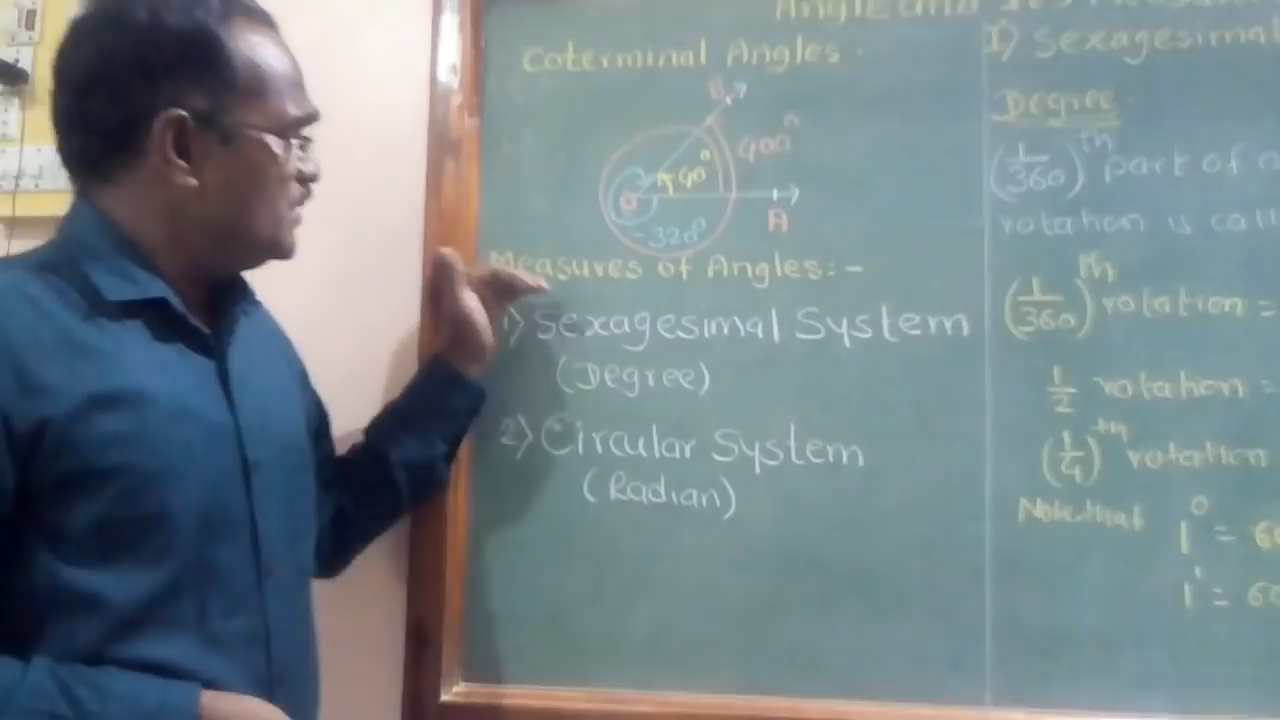 Angle and Its Measure
Coterminal Angles.
B
400°
40°
O
A
-320°
Measures of Angles:-
1) Sexagesimal System
(Degree)
2) Circular System
(Radian)
I) Sexagesimal
Degree
(1/360)th part of a
rotation is call
(1/360)th rotation =
1/2 rotation =
(1/4)th rotation
Note that 1° = 60
1' = 60